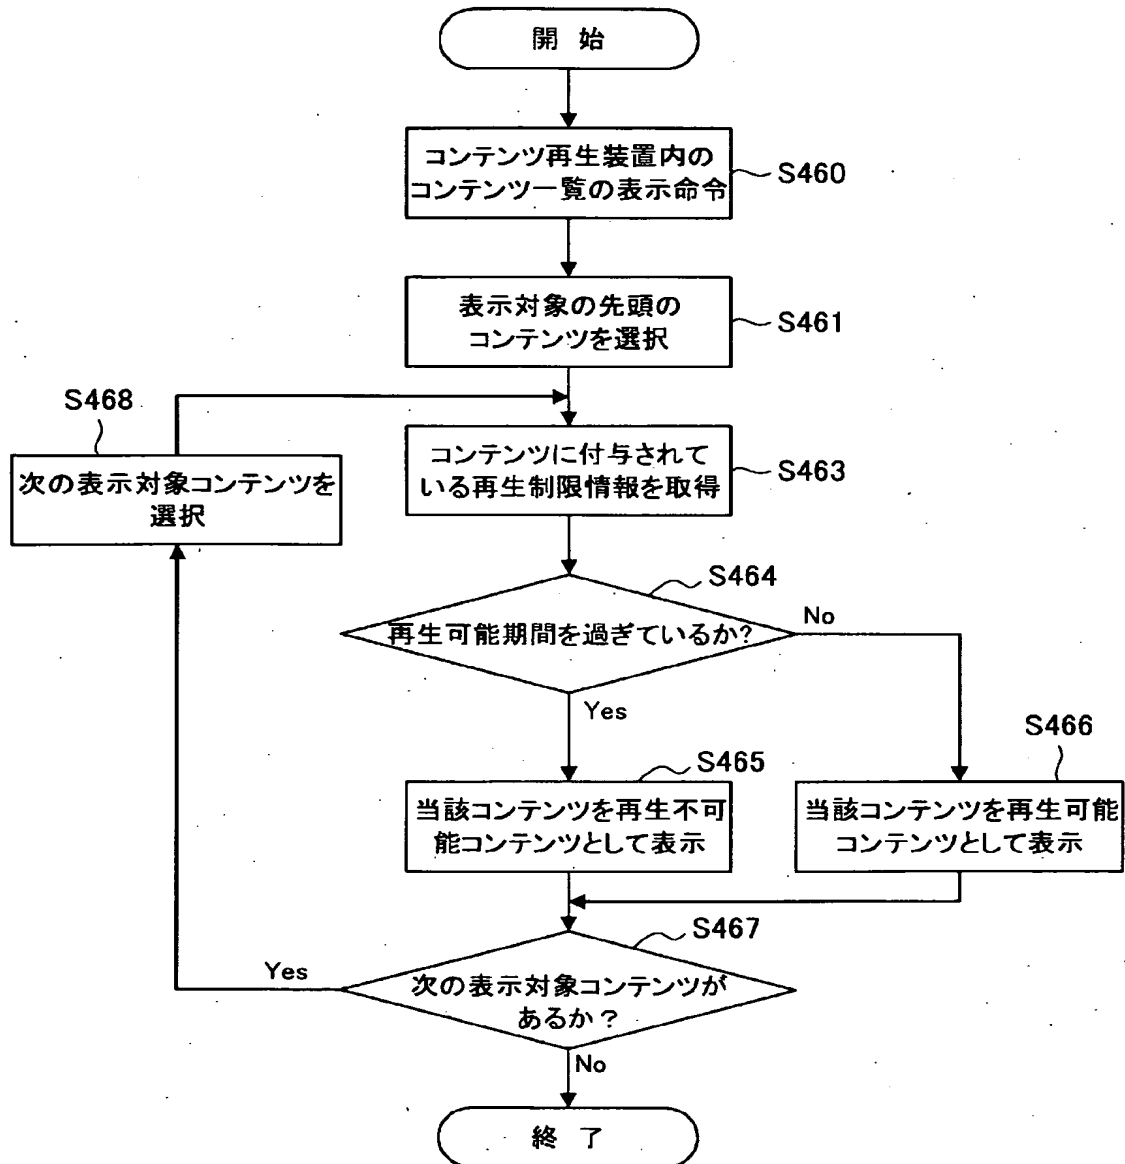 開 始
コンテンツ再生装置内の
コンテンツ一覧の表示命令
S460
表示対象の先頭の
コンテンツを選択
S461
S468
次の表示対象コンテンツを
選択
コンテンツに付与されて
いる再生制限情報を取得
S463
S464
再生可能期間を過ぎているか?
No
Yes
S465
当該コンテンツを再生不可
能コンテンツとして表示
S466
当該コンテンツを再生可能
コンテンツとして表示
S467
次の表示対象コンテンツが
あるか?
Yes
No
終 了